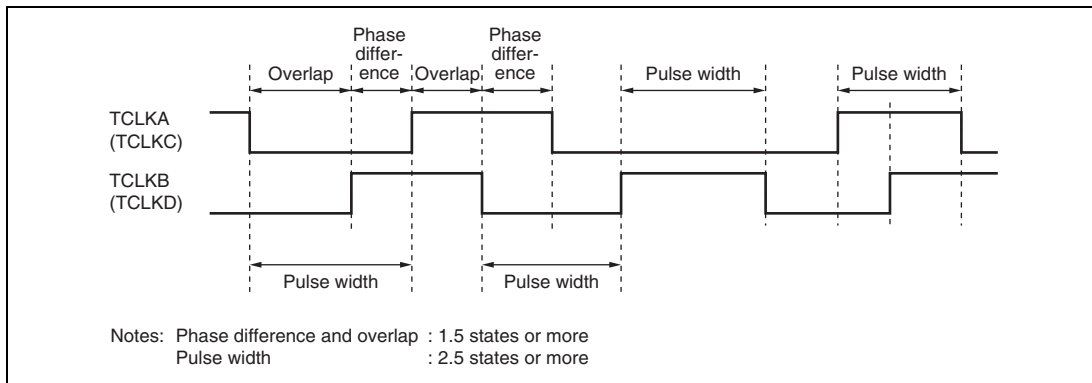 Phase
differ-
ence
Phase
differ-
ence
Overlap
Overlap
Pulse width
Pulse width
TCLKA
(TCLKC)
TCLKB
(TCLKD)
Pulse width
Pulse width
Notes: Phase difference and overlap : 1.5 states or more
Pulse width : 2.5 states or more